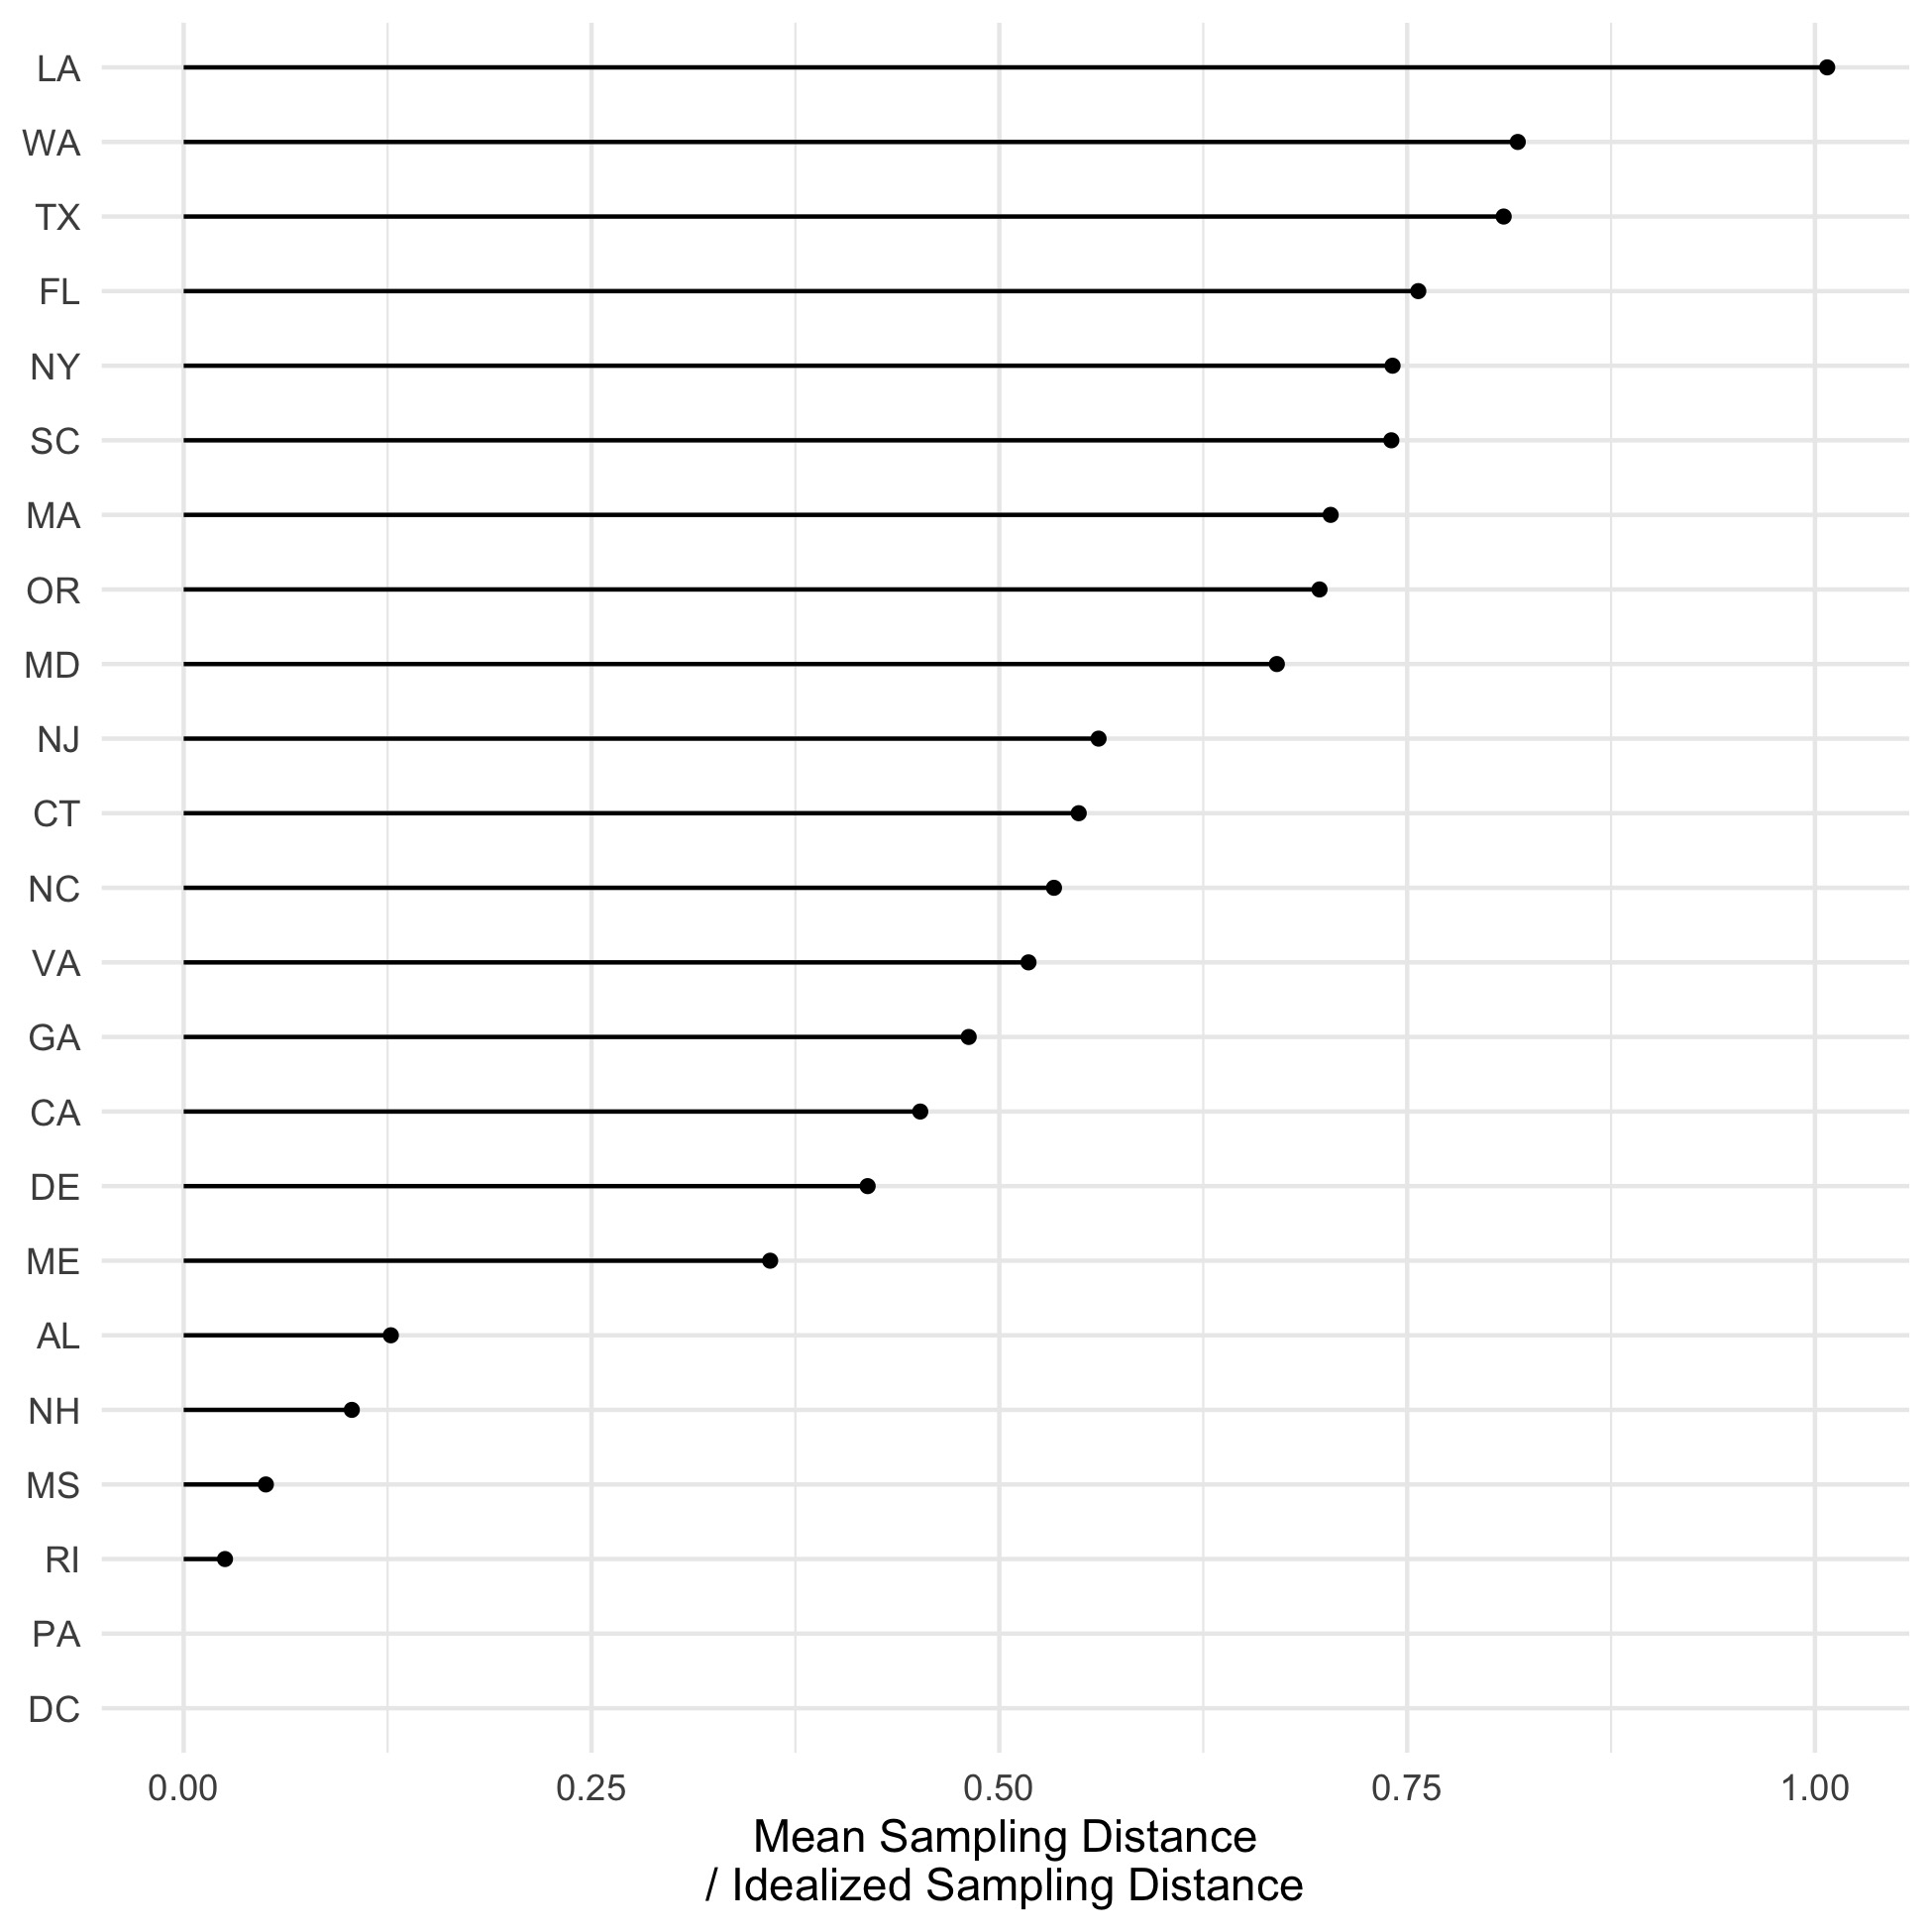 LA
WA
TX
FL
NY
SC
MA
OR
MD
NJ
CT
NC
VA
GA
CA
DE
ME
AL
NH
MS
RI
PA
DC
0.00 0.25 0.50 0.75 1.00
Mean Sampling Distance
/ Idealized Sampling Distance